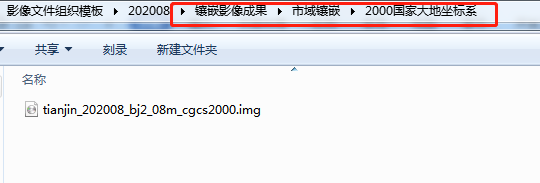 影像文件组织模板 ▸ 202008 ▸ 镶嵌影像成果 ▸ 市域镶嵌 ▸ 2000国家大地坐标系
共享 刻录 新建文件夹
名称
tianjin_202008_bj2_08m_cgcs2000.img